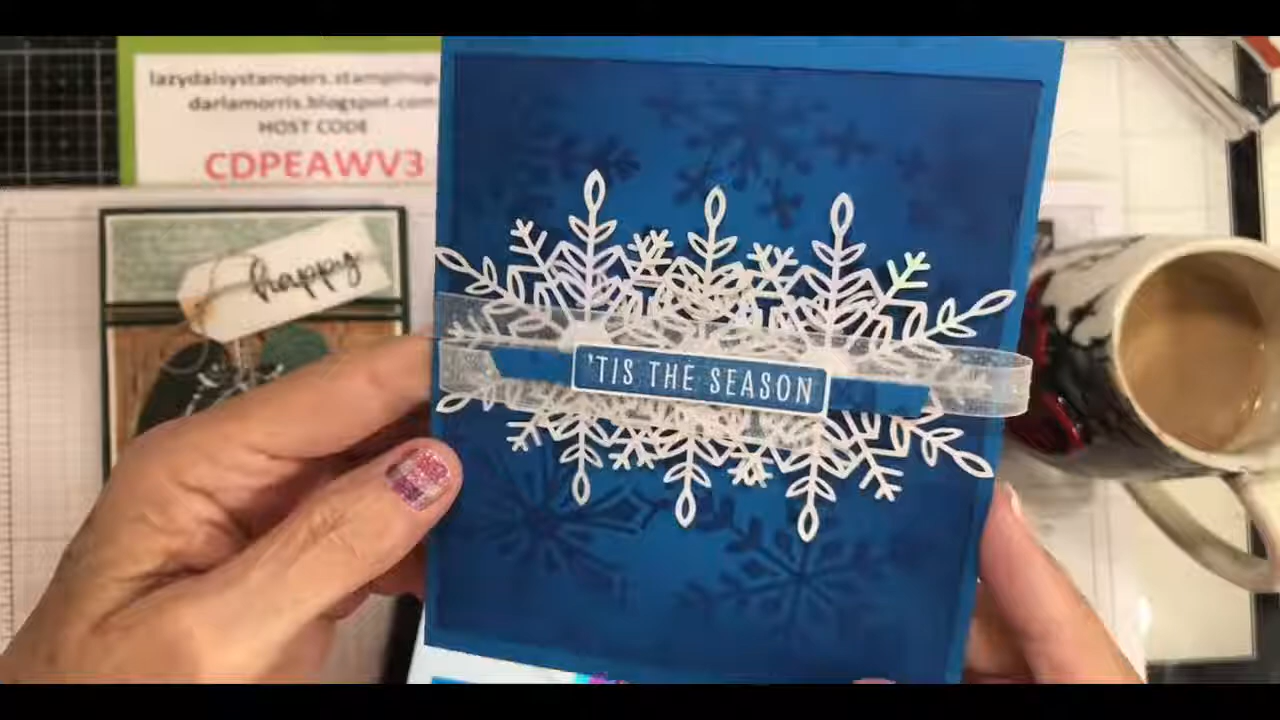 lazydaisystampers.stampinup.
darlamorris.blogspot.com
HOST CODE
CDPEAWV3
happy
'TIS THE SEASON